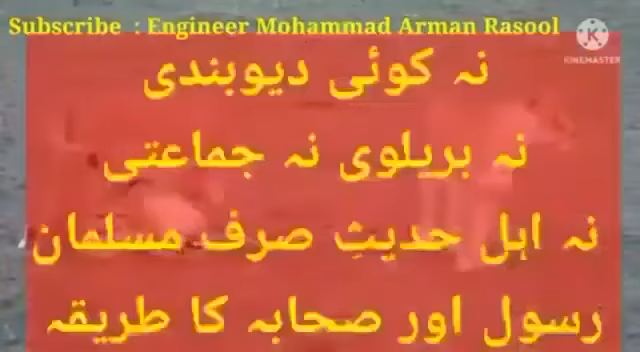 Subscribe : Engineer Mohammad Arman Rasool
KINEMASTER
نہ کوئی دیوبندی
نہ بریلوی نہ جماعتی
نہ اہل حدیثِ صرف مسلمان
رسول اور صحابہ کا طریقہ